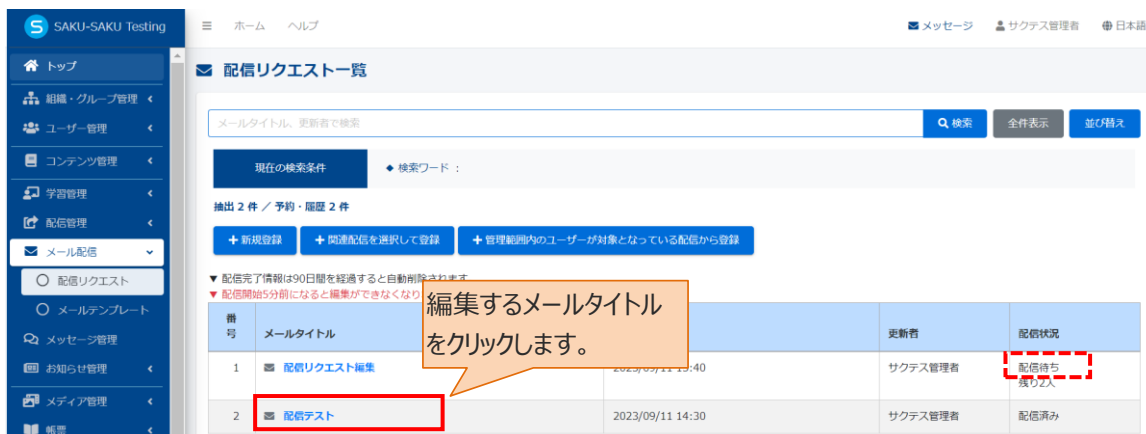 SAKU-SAKU Testing
ホーム ヘルプ
メッセージ サクテス管理者 日本語
トップ
組織・グループ管理
ユーザー管理
コンテンツ管理
学習管理
配信管理
メール配信
配信リクエスト
メールテンプレート
メッセージ管理
お知らせ管理
メディア管理
帳票
配信リクエスト一覧
メールタイトル、更新者で検索
検索 全件表示 並び替え
現在の検索条件 ◆ 検索ワード :
抽出 2 件 / 予約・履歴 2 件
+ 新規登録 + 関連配信を選択して登録 + 管理範囲内のユーザーが対象となっている配信から登録
▼ 配信完了情報は90日間を経過すると自動削除されます
▼ 配信開始5分前になると編集ができなくなり
編集するメールタイトル
をクリックします。
番号 メールタイトル 更新者 配信状況
1 配信リクエスト編集 サクテス管理者 配信待ち
残り2人
2 配信テスト 2023/09/11 14:30 サクテス管理者 配信済み